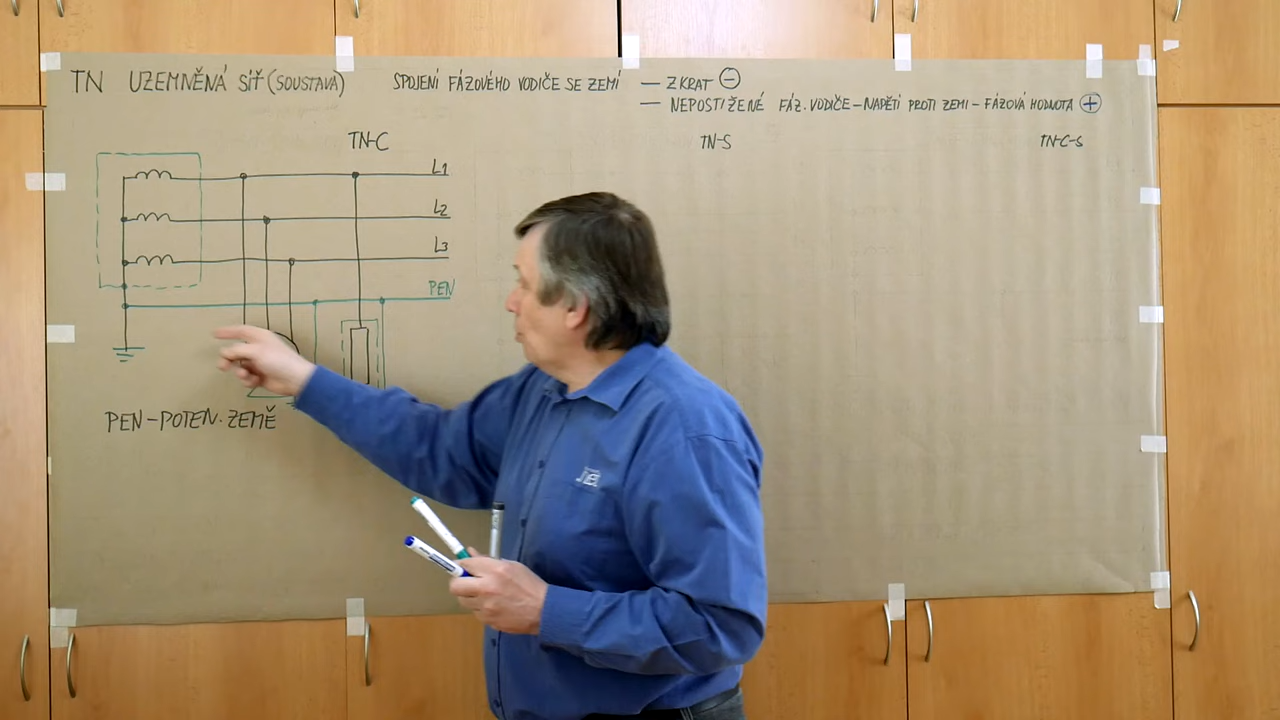 TN UZEMNĚNÁ SÍŤ (SOUSTAVA) SPOJENÍ FÁZOVÉHO VODIČE SE ZEMÍ — ZKRAT ⊖
— NEPOSTIŽENÉ FÁZ. VODIČE – NAPĚTÍ PROTI ZEMI – FÁZOVÁ HODNOTA ⊕
TN-C TN-S TN-C-S
L1
L2
L3
PEN
PEN – POTEN. ZEMĚ